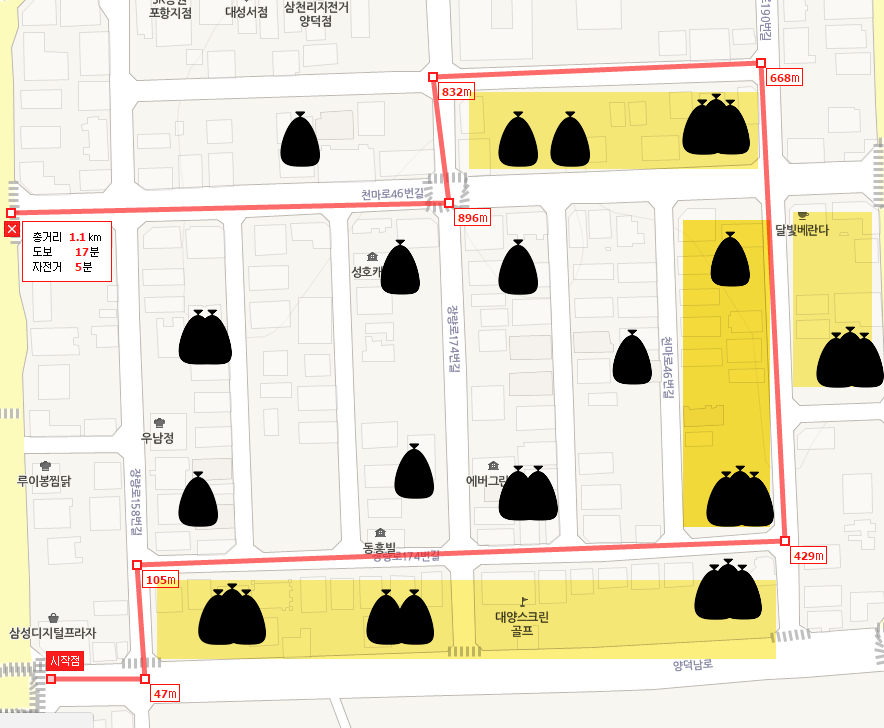 포항지점
대성서점
삼천리자전거
양덕점
로190번길
832m
668m
천마로46번길
896m
총거리 1.1 km
도보 17분
자전거 5분
달빛베란다
성호카
장량로174번길
천마로46번길
우남정
루이봉찜닭
에버그린
장량로158번길
동흥빌
장량로174번길
429m
105m
삼성디지털프라자
대양스크린
골프
시작점
양덕남로
47m